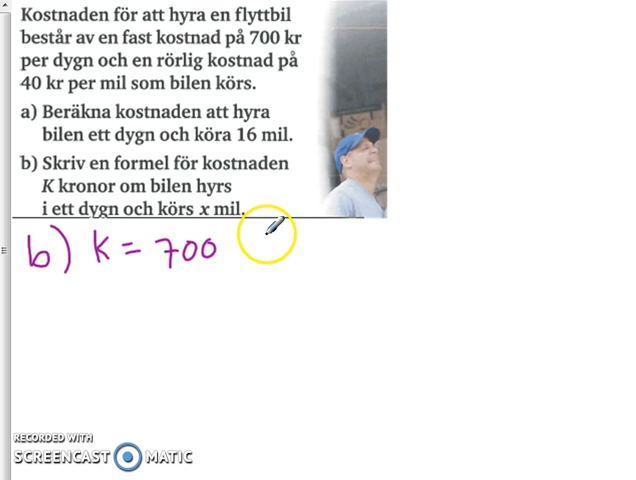 Kostnaden för att hyra en flyttbil
består av en fast kostnad på 700 kr
per dygn och en rörlig kostnad på
40 kr per mil som bilen körs.
a) Beräkna kostnaden att hyra
bilen ett dygn och köra 16 mil.
b) Skriv en formel för kostnaden
K kronor om bilen hyrs
i ett dygn och körs x mil.
b) K = 700
RECORDED WITH
SCREENCAST MATIC